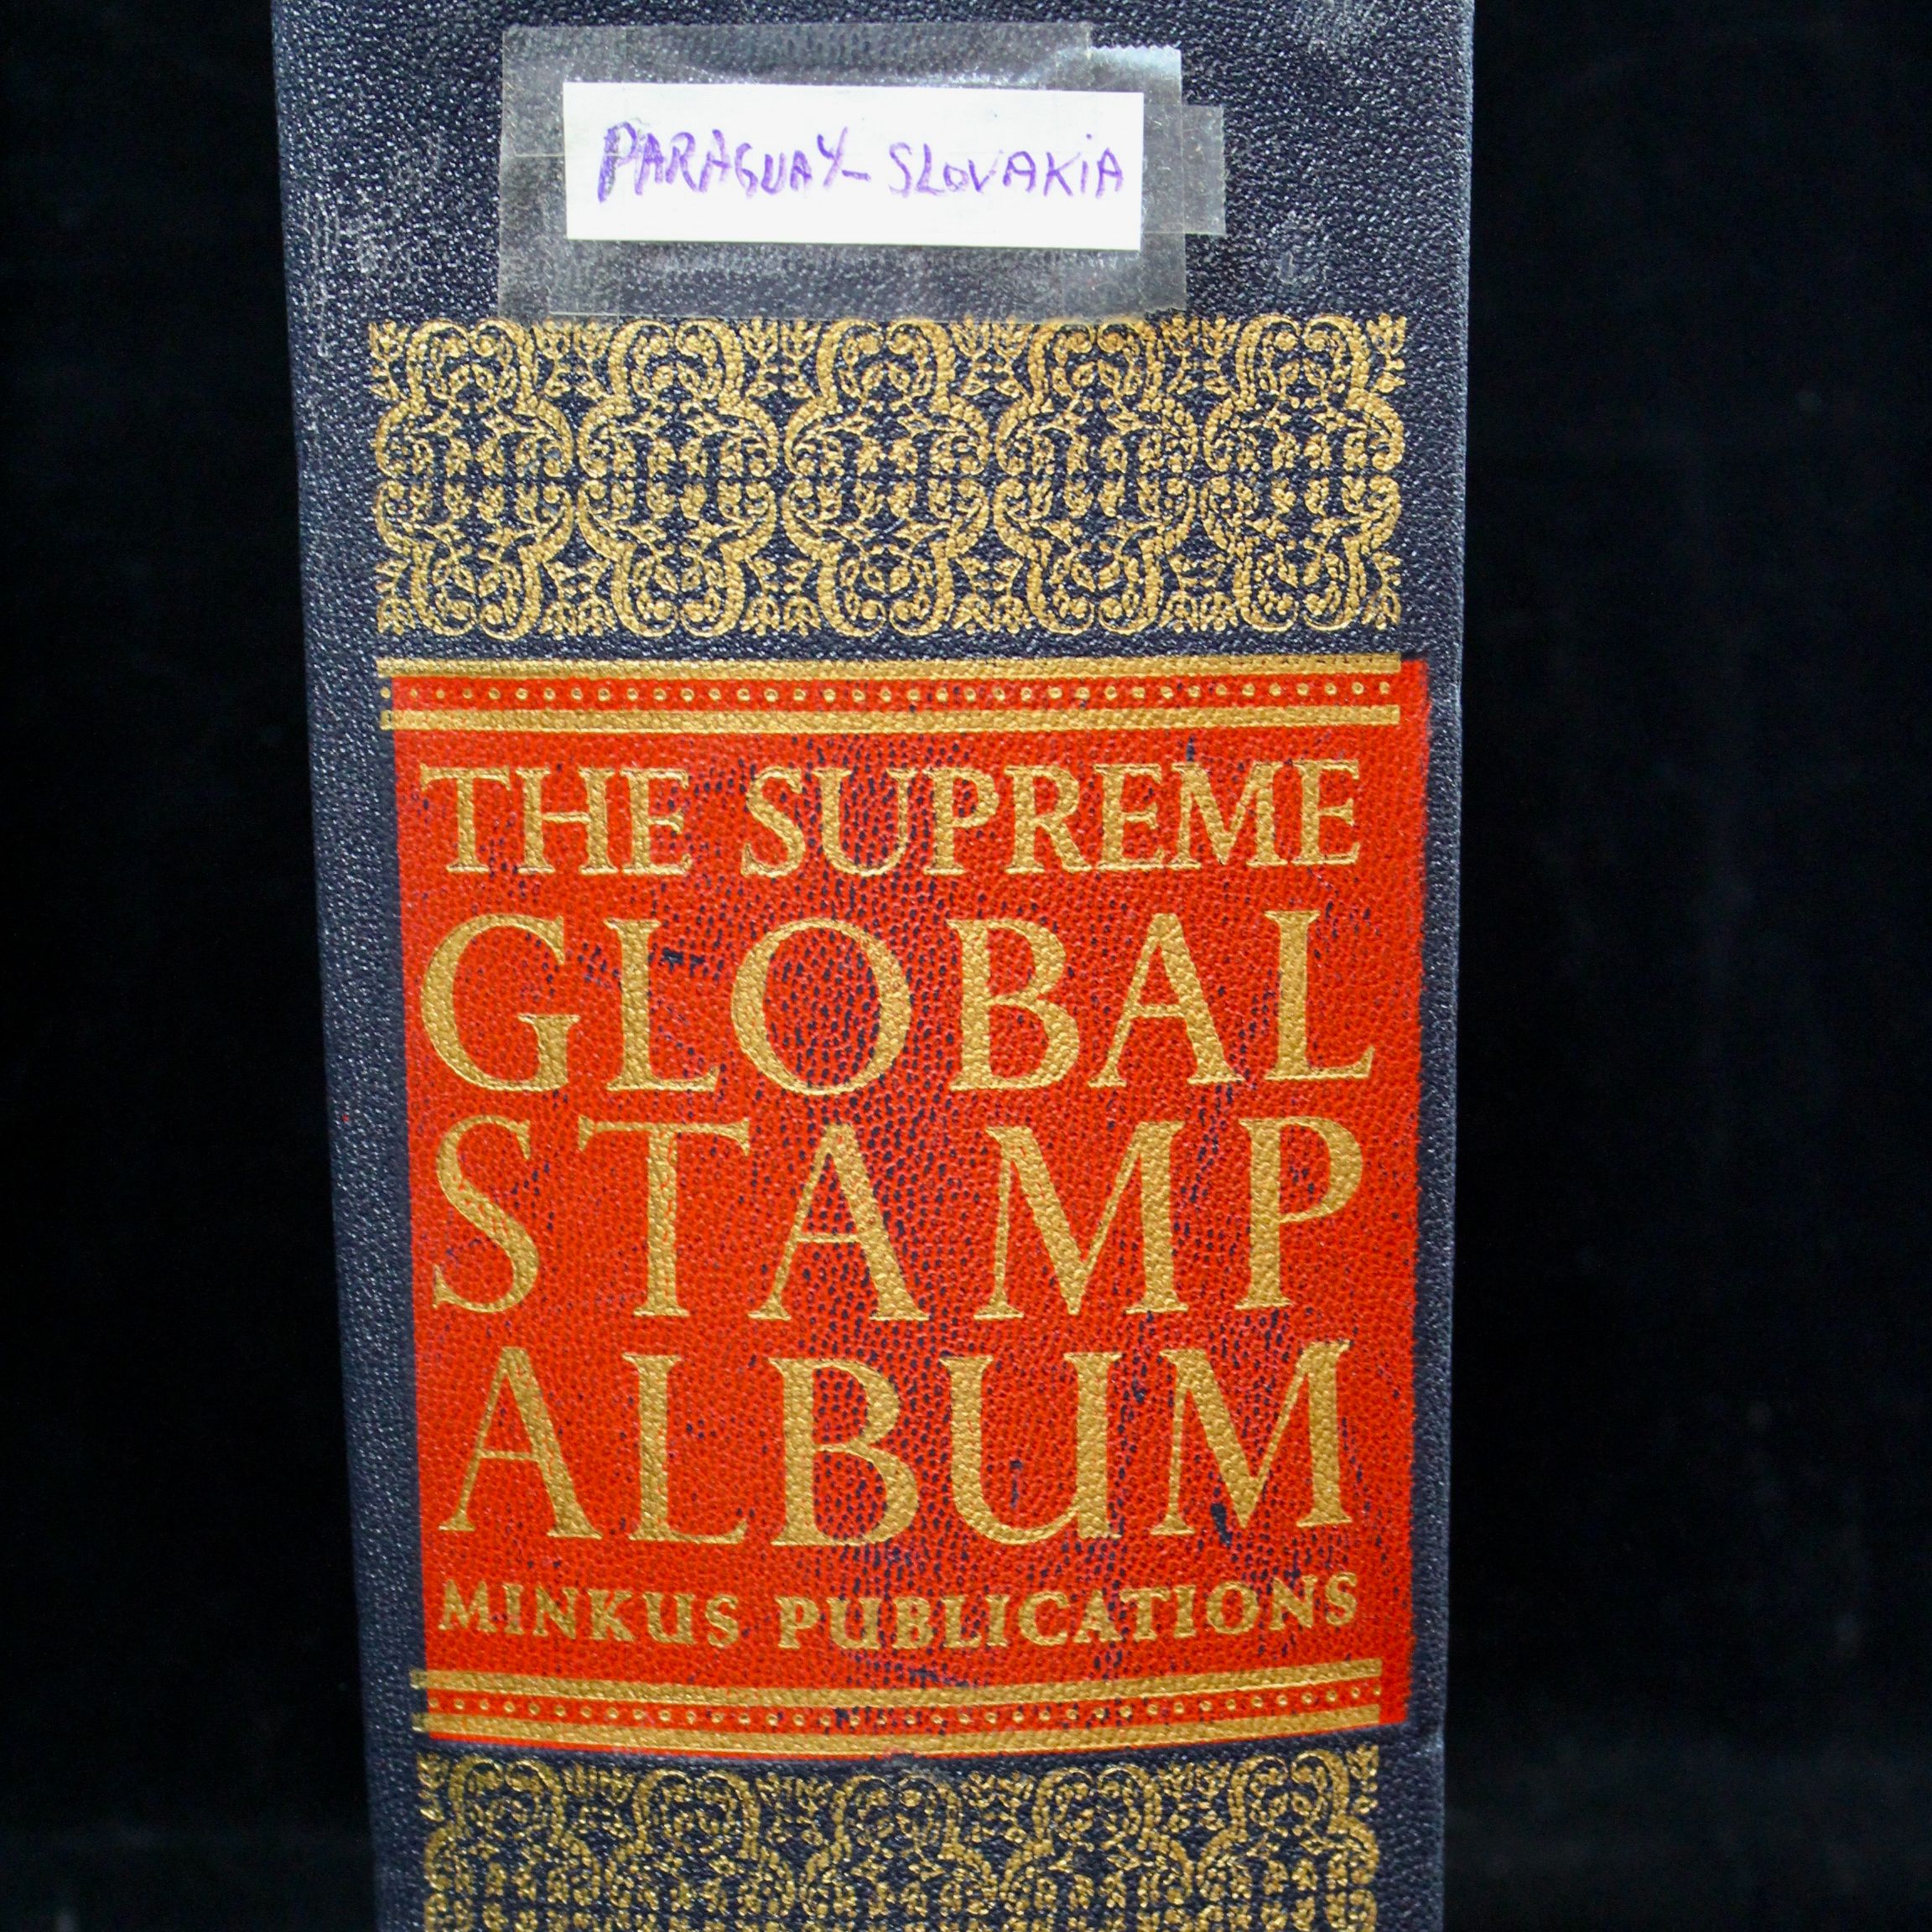 PARAGUAY-SLOVAKiA
THE SUPREME
GLOBAL
STAMP
ALBUM
MINKUS PUBLICATIONS